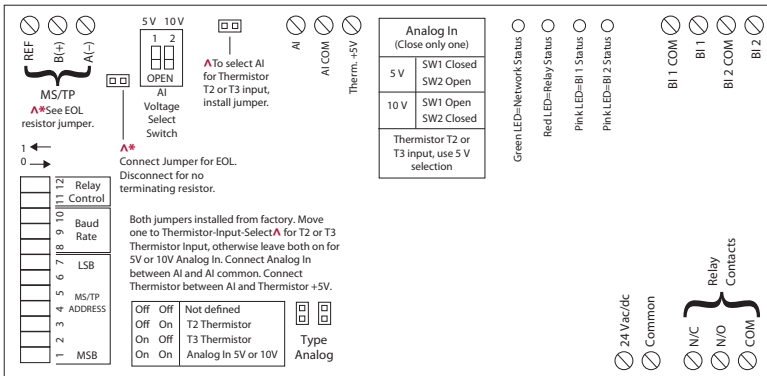 REF
B(+)
A(–)
MS/TP
^*See EOL
resistor jumper.
5 V 10 V
1 2
OPEN
AI
Voltage
Select
Switch
^To select AI
for Thermistor
T2 or T3 input,
install jumper.
^*
Connect Jumper for EOL.
Disconnect for no
terminating resistor.
AI
AI COM
Therm. +5V
Analog In
(Close only one)
5 V
SW1 Closed
SW2 Open
10 V
SW1 Open
SW2 Closed
Thermistor T2 or
T3 input, use 5 V
selection
Green LED=Network Status
Red LED=Relay Status
Pink LED=BI 1 Status
Pink LED=BI 2 Status
BI 1 COM
BI 1
BI 2 COM
BI 2
1
0
12
11
Relay
Control
10
9
8
Baud
Rate
7
6
5
4
3
2
1
LSB
MS/TP
ADDRESS
MSB
Both jumpers installed from factory. Move
one to Thermistor-Input-Select^ for T2 or T3
Thermistor Input, otherwise leave both on for
5V or 10V Analog In. Connect Analog In
between AI and AI common. Connect
Thermistor between AI and Thermistor +5V.
Off Off Not defined
Off On T2 Thermistor
On Off T3 Thermistor
On On Analog In 5V or 10V
Type
Analog
24 Vac/dc
Common
Relay
Contacts
N/C
N/O
COM